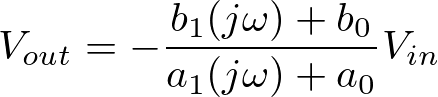 $V_{out} = -\frac{b_1(j\omega) + b_0}{a_1(j\omega) + a_0} V_{in}$